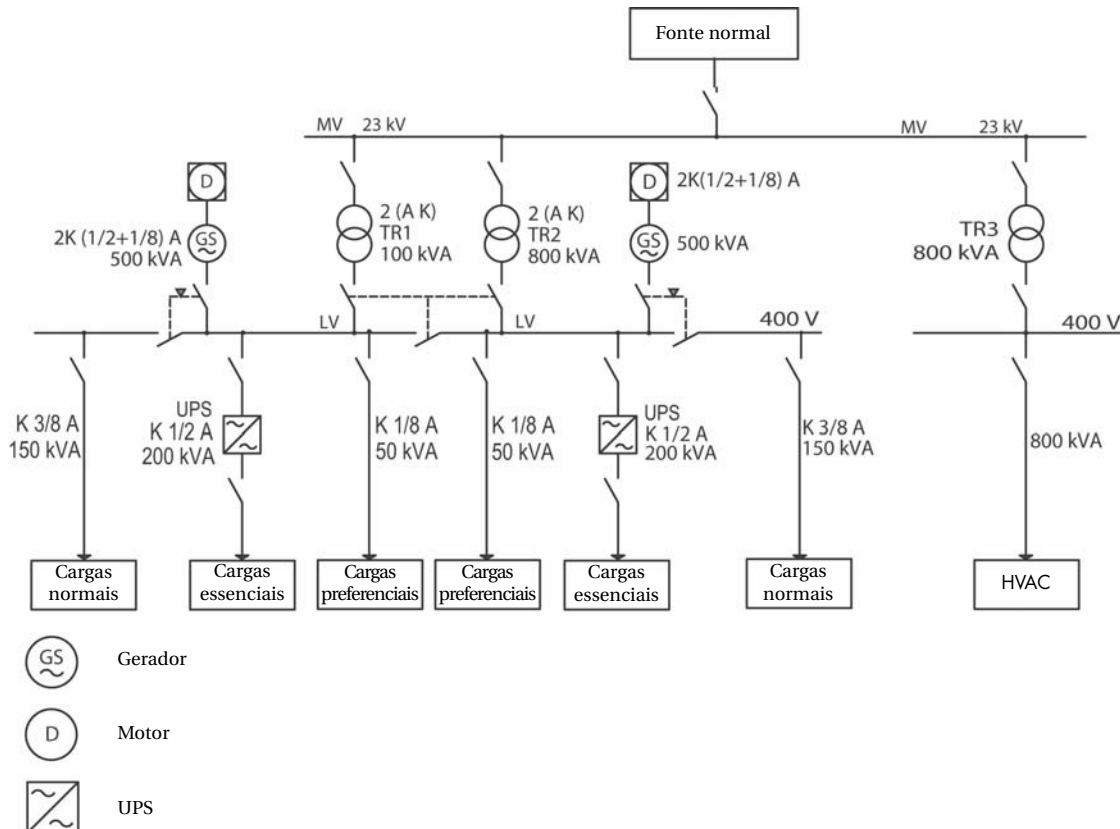 Fonte normal
MV 23 kV
MV 23 kV
D
2K (1/2+1/8) A
500 kVA
GS
2 (A K)
TR1
100 kVA
2 (A K)
TR2
800 kVA
D
2K(1/2+1/8) A
GS
500 kVA
TR3
800 kVA
LV
LV
400 V
400 V
K 3/8 A
150 kVA
UPS
K 1/2 A
200 kVA
K 1/8 A
50 kVA
K 1/8 A
50 kVA
UPS
K 1/2 A
200 kVA
K 3/8 A
150 kVA
800 kVA
Cargas
normais
Cargas
essenciais
Cargas
preferenciais
Cargas
preferenciais
Cargas
essenciais
Cargas
normais
HVAC
GS
Gerador
D
Motor
UPS